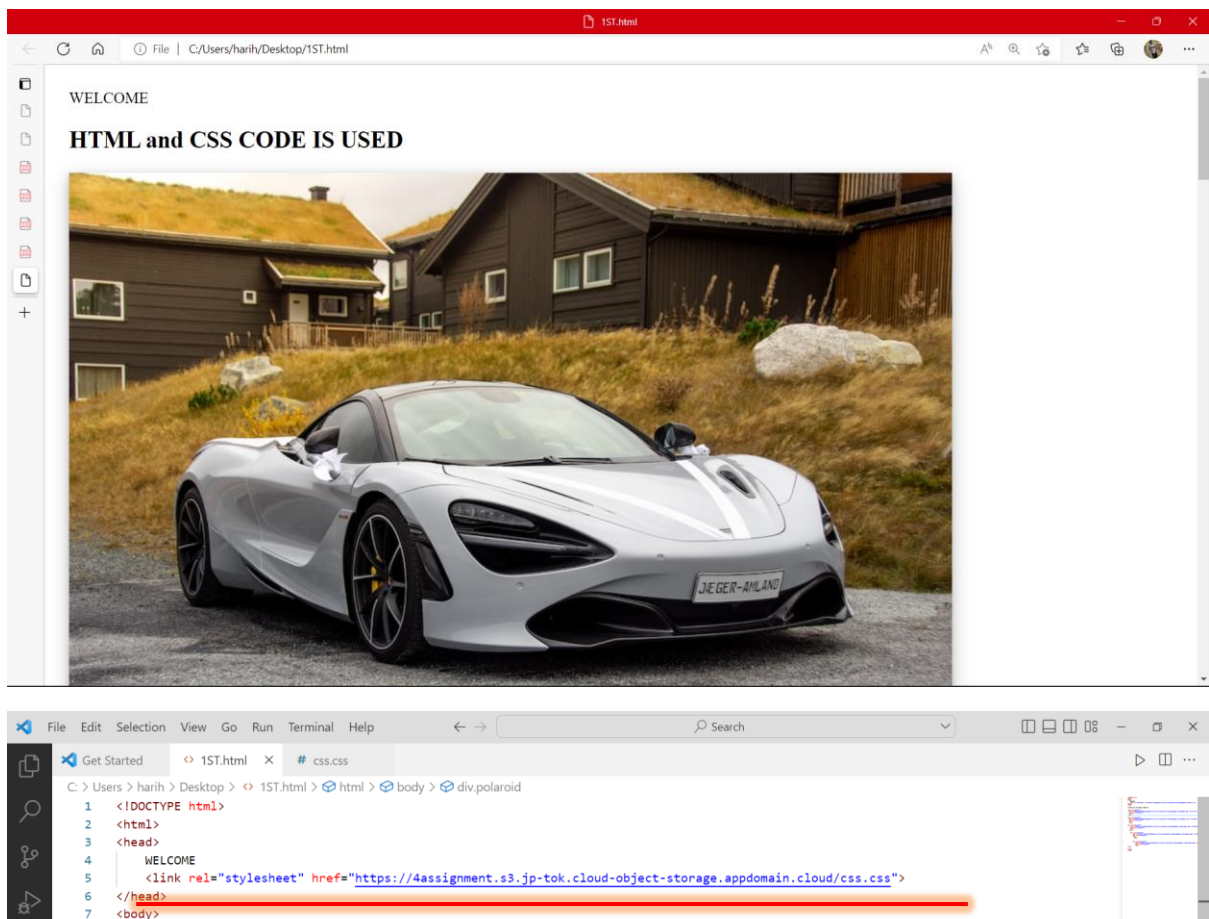 1ST.html
File | C:/Users/harih/Desktop/1ST.html
WELCOME
HTML and CSS CODE IS USED
JÆGER-AMLAND
File Edit Selection View Go Run Terminal Help Search
Get Started <> 1ST.html # css.css
C: > Users > harih > Desktop > <> 1ST.html > html > body > div.polaroid
1 <!DOCTYPE html>
2 <html>
3 <head>
4 WELCOME
5 <link rel="stylesheet" href="https://4assignment.s3.jp-tok.cloud-object-storage.appdomain.cloud/css.css">
6 </head>
7 <body>